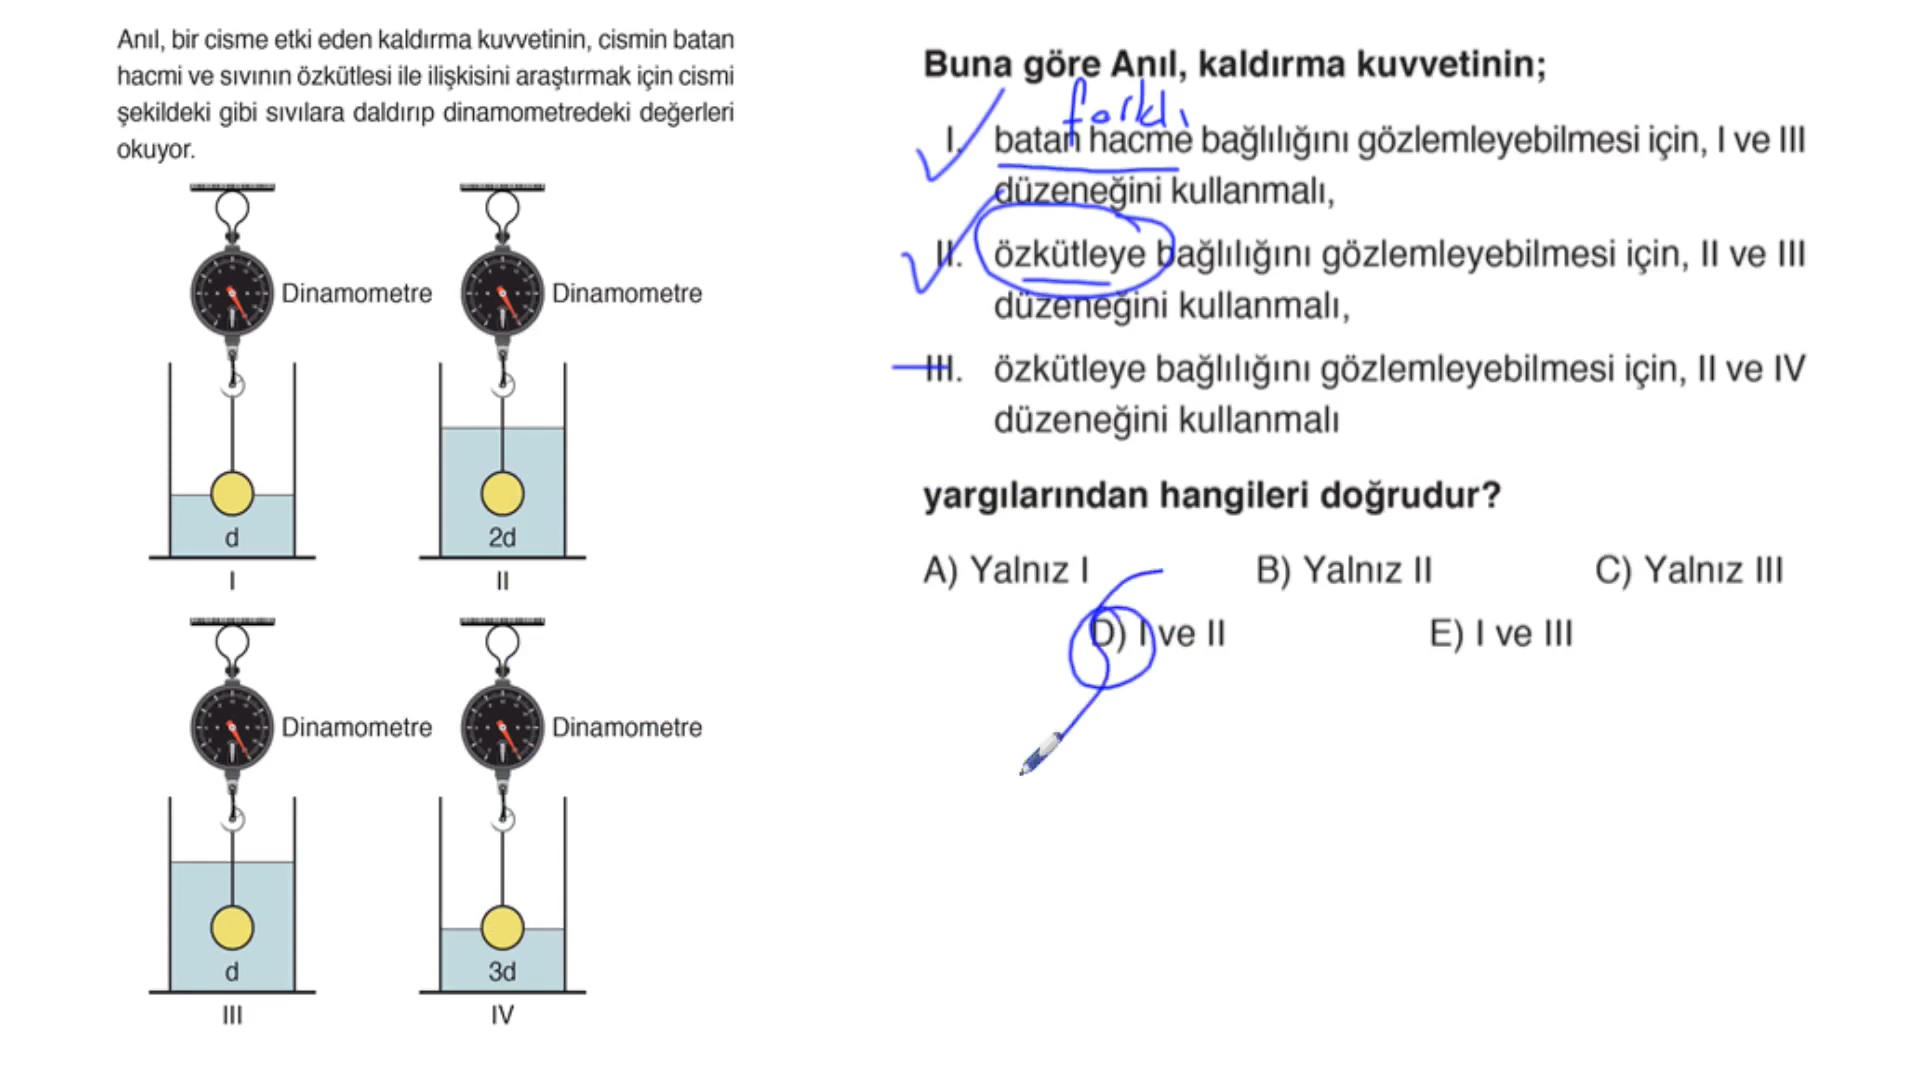 Anıl, bir cisme etki eden kaldırma kuvvetinin, cismin batan
hacmi ve sıvının özkütlesi ile ilişkisini araştırmak için cismi
şekildeki gibi sıvılara daldırıp dinamometredeki değerleri
okuyor.
Dinamometre
Dinamometre
d
2d
I
II
Dinamometre
Dinamometre
d
3d
III
IV
Buna göre Anıl, kaldırma kuvvetinin;
farklı
I. batan hacme bağlılığını gözlemleyebilmesi için, I ve III
düzeneğini kullanmalı,
II. özkütleye bağlılığını gözlemleyebilmesi için, II ve III
düzeneğini kullanmalı,
III. özkütleye bağlılığını gözlemleyebilmesi için, II ve IV
düzeneğini kullanmalı
yargılarından hangileri doğrudur?
A) Yalnız I
B) Yalnız II
C) Yalnız III
D) I ve II
E) I ve III